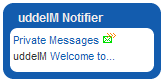 uddeIM Notifier
Private Messages
uddeIM Welcome to...